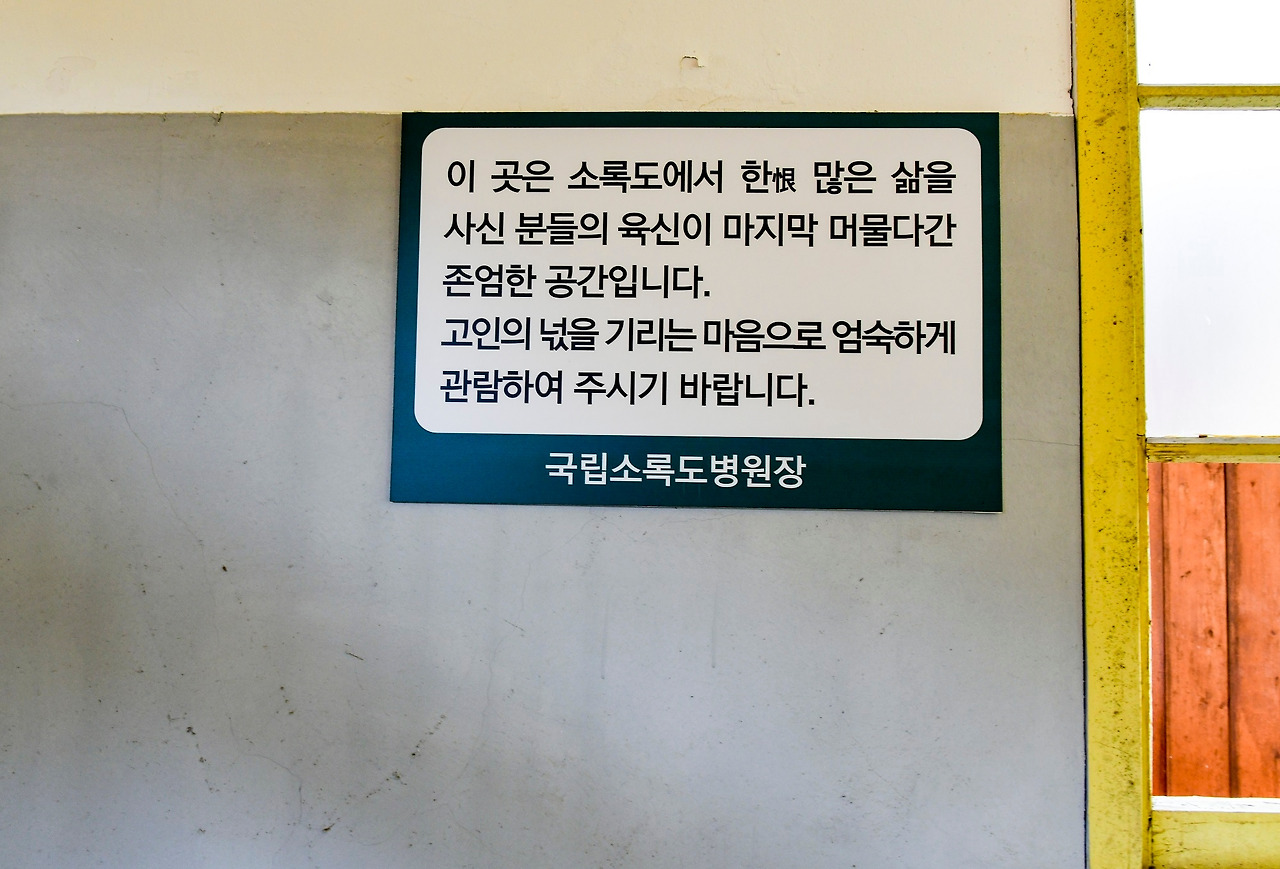 이 곳은 소록도에서 한恨 많은 삶을
사신 분들의 육신이 마지막 머물다간
존엄한 공간입니다.
고인의 넋을 기리는 마음으로 엄숙하게
관람하여 주시기 바랍니다.
국립소록도병원장